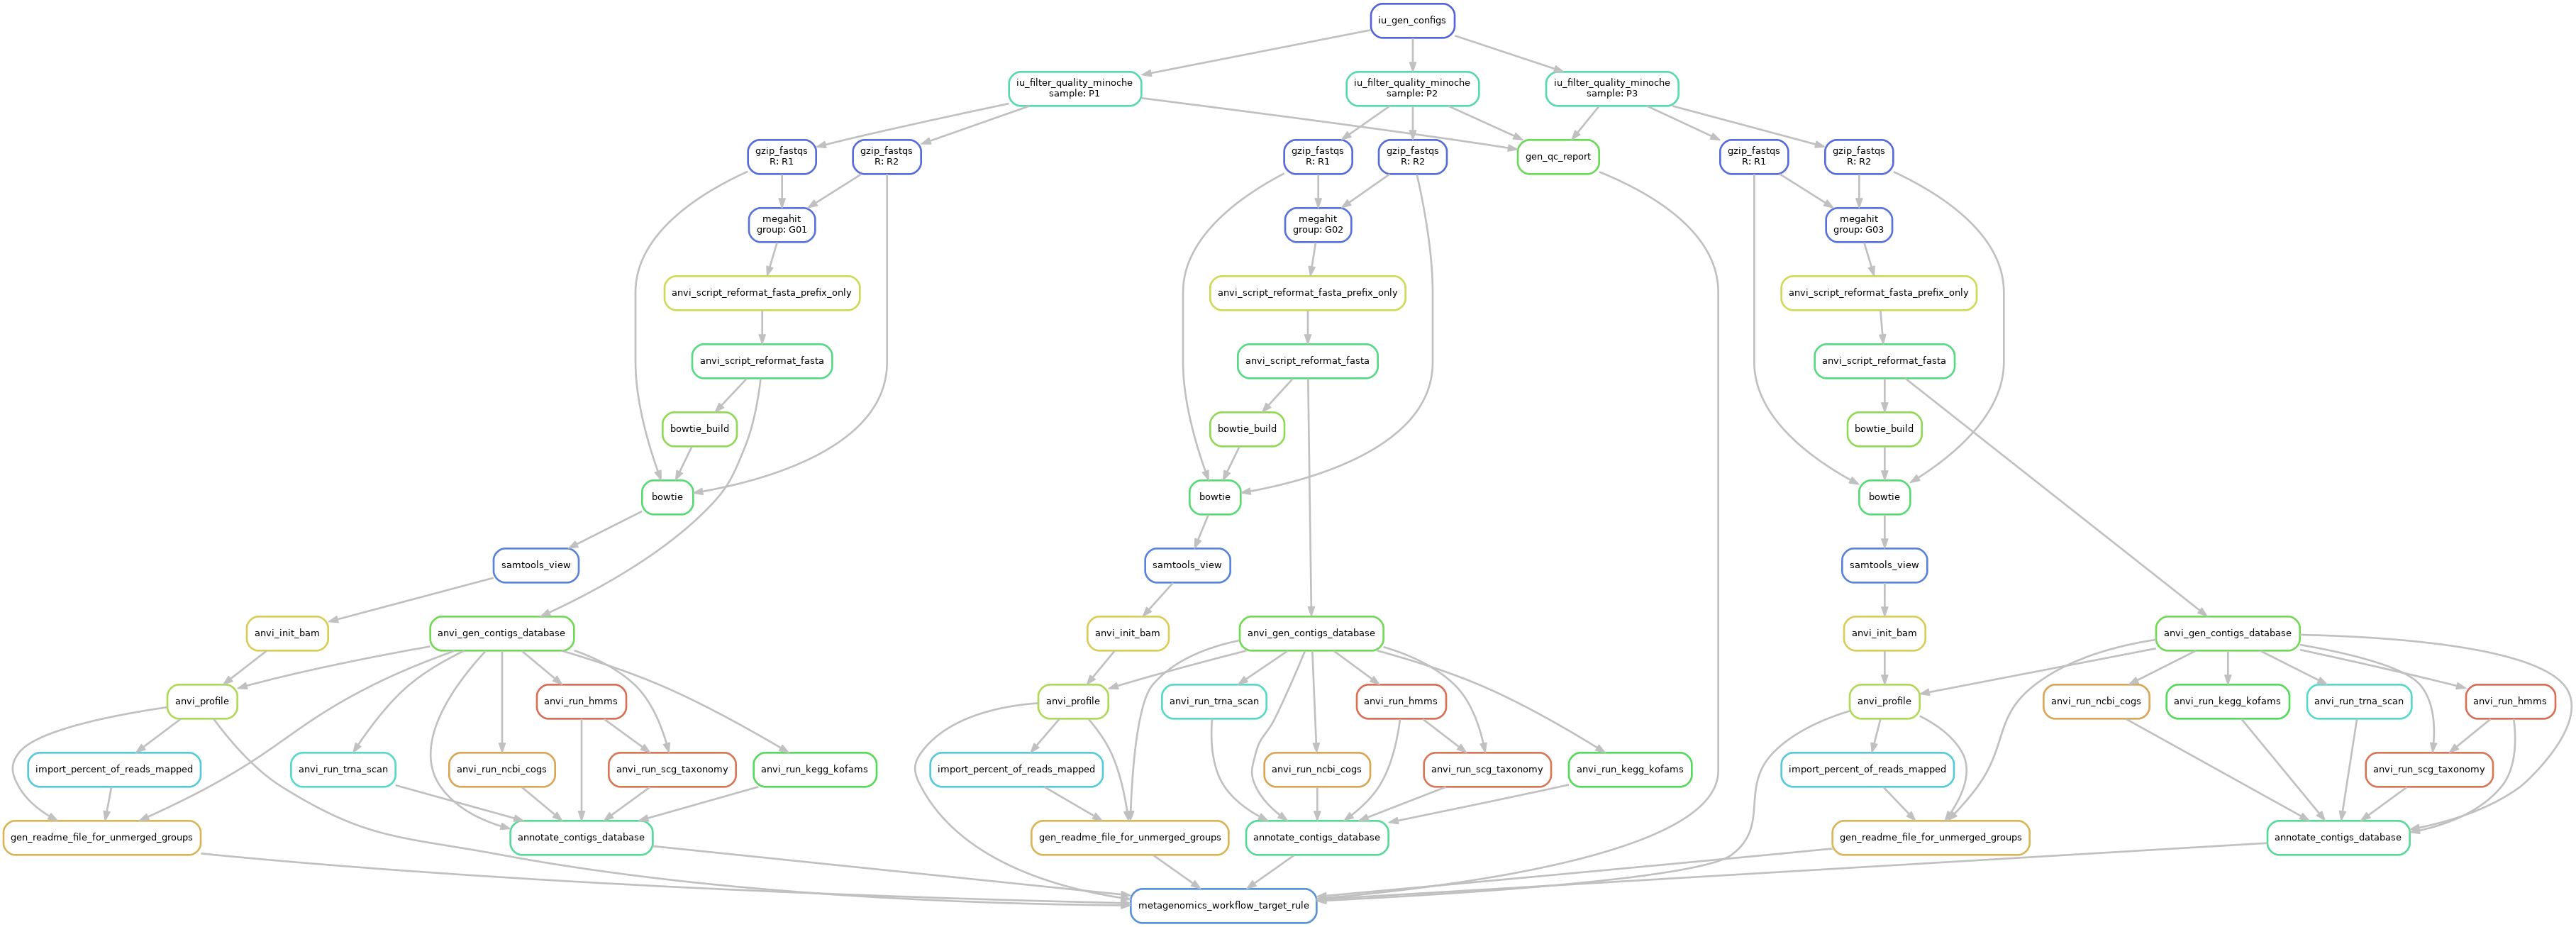 iu_gen_configs
iu_filter_quality_minoche
sample: P1
iu_filter_quality_minoche
sample: P2
iu_filter_quality_minoche
sample: P3
gzip_fastqs
R: R1
gzip_fastqs
R: R2
gzip_fastqs
R: R1
gzip_fastqs
R: R2
gen_qc_report
gzip_fastqs
R: R1
gzip_fastqs
R: R2
megahit
group: G01
megahit
group: G02
megahit
group: G03
anvi_script_reformat_fasta_prefix_only
anvi_script_reformat_fasta_prefix_only
anvi_script_reformat_fasta_prefix_only
anvi_script_reformat_fasta
anvi_script_reformat_fasta
anvi_script_reformat_fasta
bowtie_build
bowtie_build
bowtie_build
bowtie
bowtie
bowtie
samtools_view
samtools_view
samtools_view
anvi_init_bam
anvi_gen_contigs_database
anvi_init_bam
anvi_gen_contigs_database
anvi_init_bam
anvi_gen_contigs_database
anvi_profile
anvi_run_hmms
anvi_profile
anvi_run_trna_scan
anvi_run_hmms
anvi_profile
anvi_run_ncbi_cogs
anvi_run_kegg_kofams
anvi_run_trna_scan
anvi_run_hmms
import_percent_of_reads_mapped
anvi_run_trna_scan
anvi_run_ncbi_cogs
anvi_run_scg_taxonomy
anvi_run_kegg_kofams
import_percent_of_reads_mapped
anvi_run_ncbi_cogs
anvi_run_scg_taxonomy
anvi_run_kegg_kofams
import_percent_of_reads_mapped
anvi_run_scg_taxonomy
gen_readme_file_for_unmerged_groups
annotate_contigs_database
gen_readme_file_for_unmerged_groups
annotate_contigs_database
gen_readme_file_for_unmerged_groups
annotate_contigs_database
metagenomics_workflow_target_rule